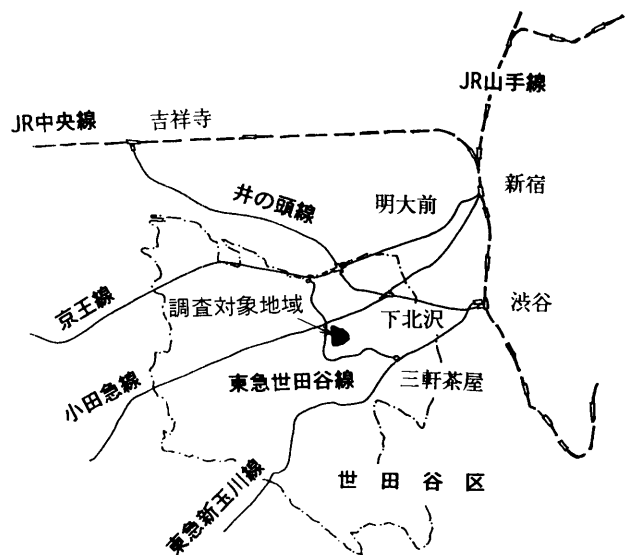 JR山手線
JR中央線
吉祥寺
新宿
井の頭線
明大前
京王線
調査対象地域
下北沢
渋谷
小田急線
東急世田谷線
三軒茶屋
東急新玉川線
世田谷区